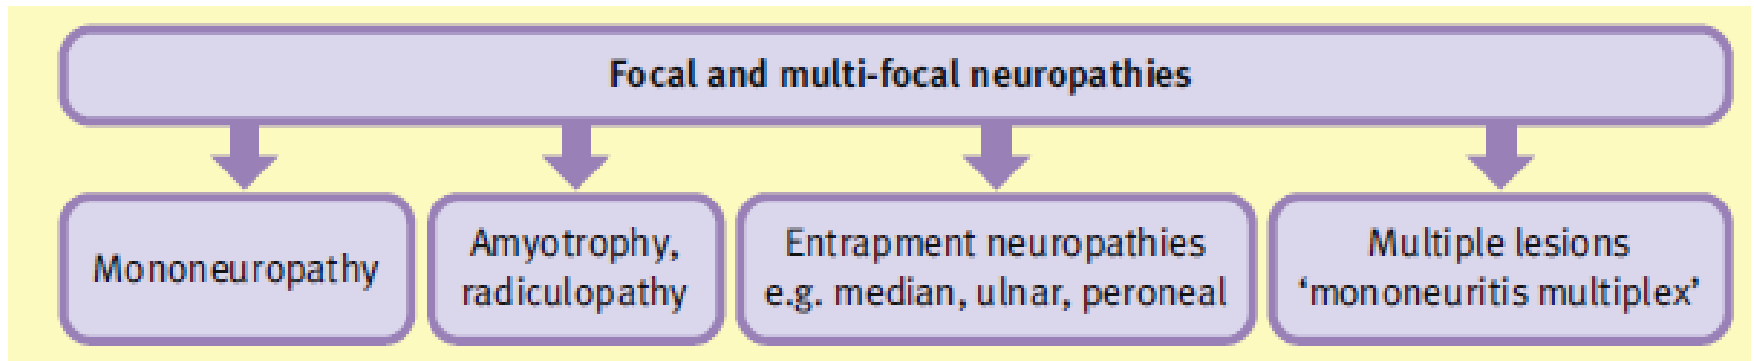 Focal and multi-focal neuropathies
Mononeuropathy
Amyotrophy,
radiculopathy
Entrapment neuropathies
e.g. median, ulnar, peroneal
Multiple lesions
‘mononeuritis multiplex’